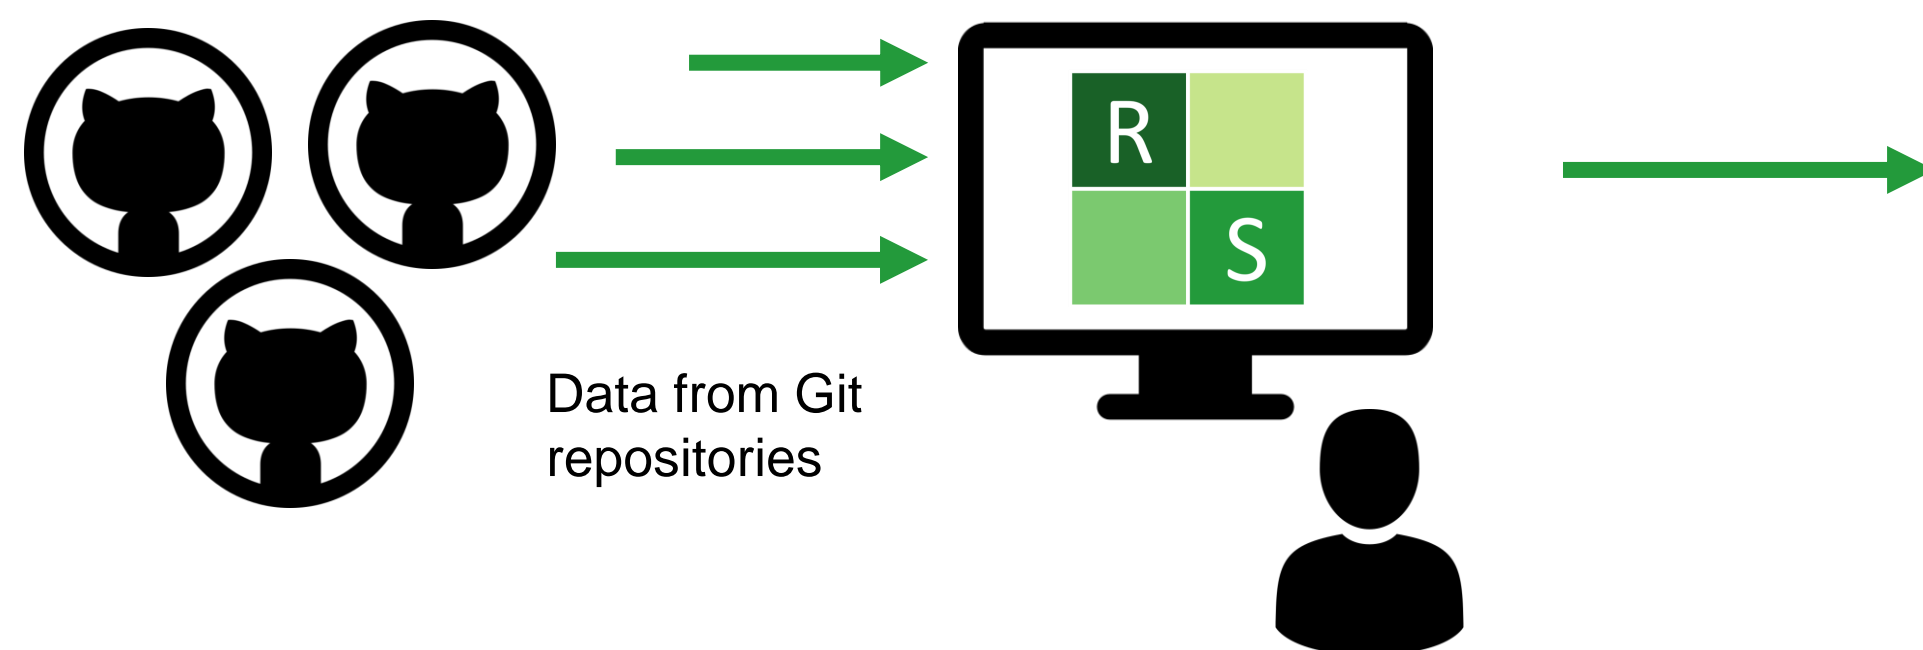 R
S
Data from Git
repositories